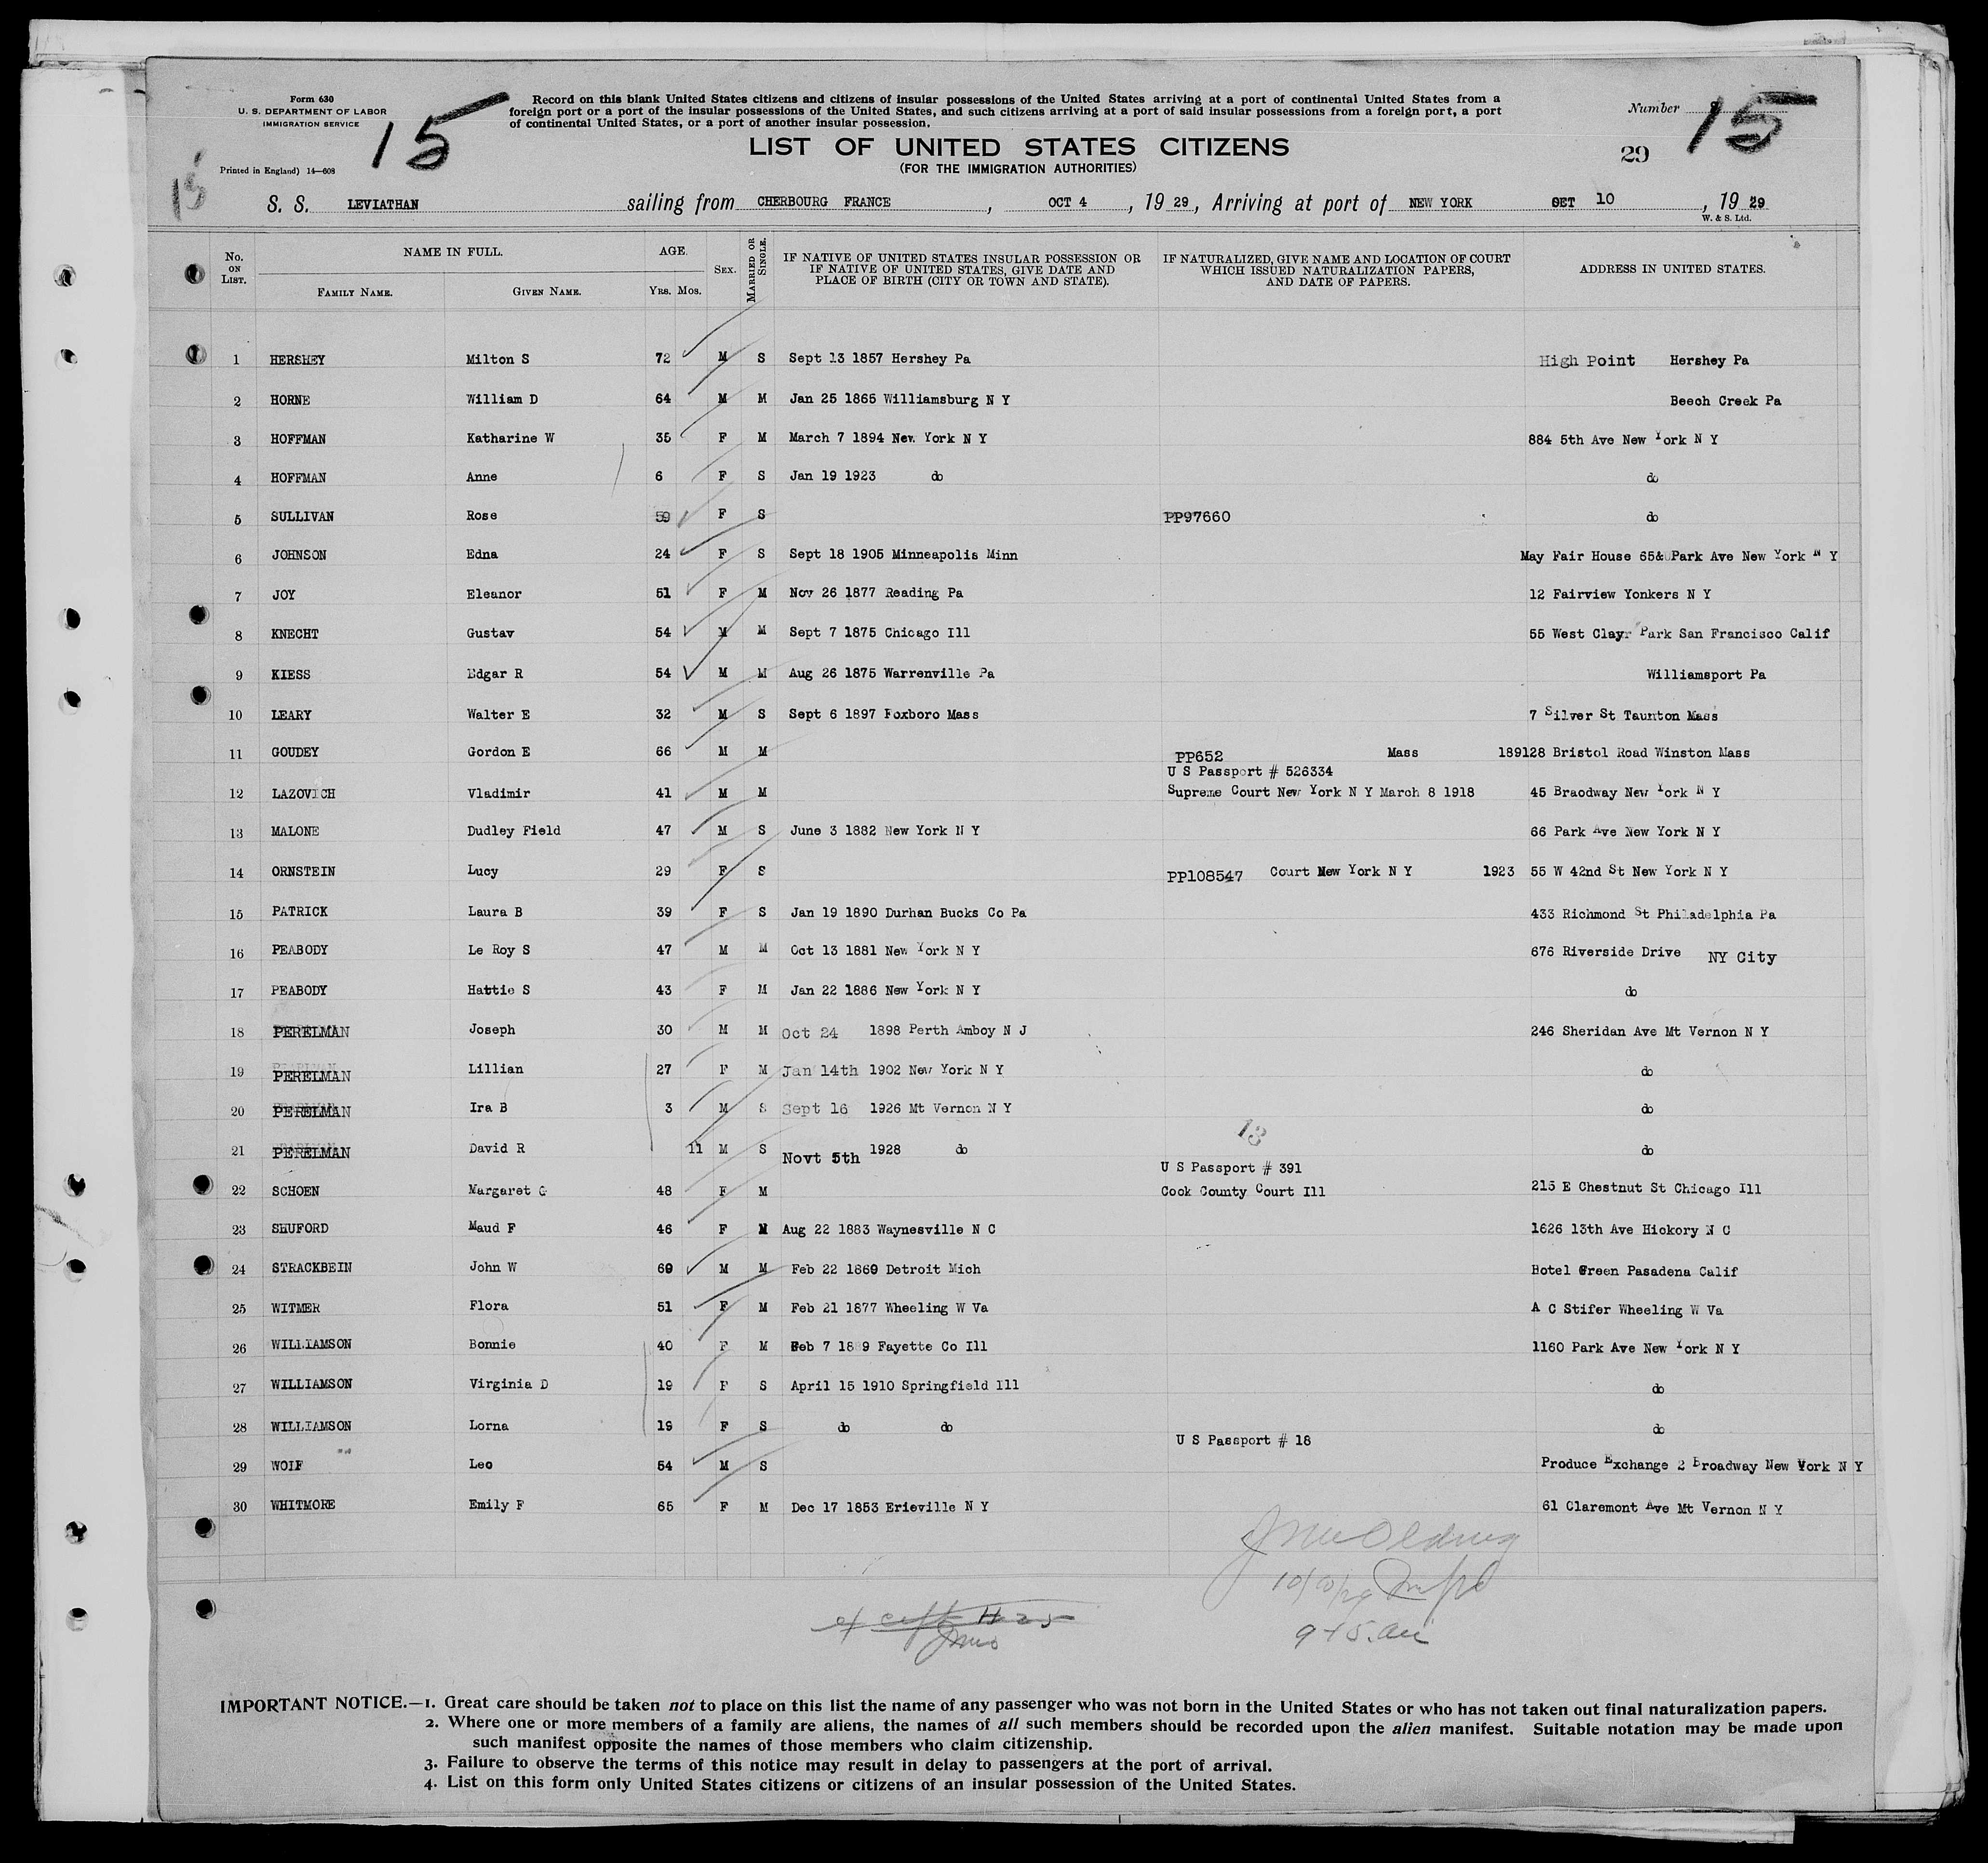 Form 630
U. S. DEPARTMENT OF LABOR
IMMIGRATION SERVICE
Printed in England) 14—608
15
15
Record on this blank United States citizens and citizens of insular possessions of the United States arriving at a port of continental United States from a
foreign port or a port of the insular possessions of the United States, and such citizens arriving at a port of said insular possessions from a foreign port, a port
of continental United States, or a port of another insular possession.
Number 15
29
LIST OF UNITED STATES CITIZENS
(FOR THE IMMIGRATION AUTHORITIES)
S. S. LEVIATHAN sailing from CHERBOURG FRANCE, OCT 4, 19 29, Arriving at port of NEW YORK OCT 10, 19 29
W. & S. Ltd.
No. ON LIST. NAME IN FULL. FAMILY NAME. GIVEN NAME. AGE. YRS. MOS. SEX. MARRIED OR SINGLE. IF NATIVE OF UNITED STATES INSULAR POSSESSION OR IF NATIVE OF UNITED STATES, GIVE DATE AND PLACE OF BIRTH (CITY OR TOWN AND STATE). IF NATURALIZED, GIVE NAME AND LOCATION OF COURT WHICH ISSUED NATURALIZATION PAPERS, AND DATE OF PAPERS. ADDRESS IN UNITED STATES.
1 HERSHEY Milton S 72 M S Sept 13 1857 Hershey Pa High Point Hershey Pa
2 HORNE William D 64 M M Jan 25 1865 Williamsburg N Y Beech Creek Pa
3 HOFFMAN Katharine W 35 F M March 7 1894 New York N Y 884 5th Ave New York N Y
4 HOFFMAN Anne 6 F S Jan 19 1923 do do
5 SULLIVAN Rose 59 F S PP97660 do
6 JOHNSON Edna 24 F S Sept 18 1905 Minneapolis Minn May Fair House 65& Park Ave New York N Y
7 JOY Eleanor 51 F M Nov 26 1877 Reading Pa 12 Fairview Yonkers N Y
8 KNECHT Gustav 54 M M Sept 7 1875 Chicago Ill 55 West Clayr Park San Francisco Calif
9 KIESS Edgar R 54 M M Aug 26 1875 Warrenville Pa Williamsport Pa
10 LEARY Walter E 32 M S Sept 6 1897 Foxboro Mass 7 Silver St Taunton Mass
11 GOUDEY Gordon E 66 M M PP652 Mass 189128 Bristol Road Winston Mass
U S Passport # 526334
12 LAZOVICH Vladimir 41 M M Supreme Court New York N Y March 8 1918 45 Braodway New York N Y
13 MALONE Dudley Field 47 M S June 3 1882 New York N Y 66 Park Ave New York N Y
14 ORNSTEIN Lucy 29 F S PP108547 Court New York N Y 1923 55 W 42nd St New York N Y
15 PATRICK Laura B 39 F S Jan 19 1890 Durhan Bucks Co Pa 433 Richmond St Philadelphia Pa
16 PEABODY Le Roy S 47 M M Oct 13 1881 New York N Y 676 Riverside Drive NY City
17 PEABODY Hattie S 43 F M Jan 22 1886 New York N Y do
18 PERELMAN Joseph 30 M M Oct 24 1898 Perth Amboy N J 246 Sheridan Ave Mt Vernon N Y
19 PERELMAN Lillian 27 F M Jan 14th 1902 New York N Y do
20 PERELMAN Ira B 3 M S Sept 16 1926 Mt Vernon N Y do
13
21 PERELMAN David R 11 M S Novt 5th 1928 do do
U S Passport # 391
22 SCHOEN Margaret G 48 F M Cook County Court Ill 215 E Chestnut St Chicago Ill
23 SHUFORD Maud F 46 F M Aug 22 1883 Waynesville N C 1626 13th Ave Hickory N C
24 STRACKBEIN John W 60 M M Feb 22 1869 Detroit Mich Hotel Green Pasadena Calif
25 WITMER Flora 51 F M Feb 21 1877 Wheeling W Va A C Stifer Wheeling W Va
26 WILLIAMSON Bonnie 40 F M Feb 7 18 9 Fayette Co Ill 1160 Park Ave New York N Y
27 WILLIAMSON Virginia D 19 F S April 15 1910 Springfield Ill do
28 WILLIAMSON Lorna 19 F S do do do
U S Passport # 18
29 WOLF Leo 54 M S Produce Exchange 2 Broadway New York N Y
30 WHITMORE Emily F 65 F M Dec 17 1853 Erieville N Y 61 Claremont Ave Mt Vernon N Y
IMPORTANT NOTICE.—1. Great care should be taken not to place on this list the name of any passenger who was not born in the United States or who has not taken out final naturalization papers.
2. Where one or more members of a family are aliens, the names of all such members should be recorded upon the alien manifest. Suitable notation may be made upon
such manifest opposite the names of those members who claim citizenship.
3. Failure to observe the terms of this notice may result in delay to passengers at the port of arrival.
4. List on this form only United States citizens or citizens of an insular possession of the United States.